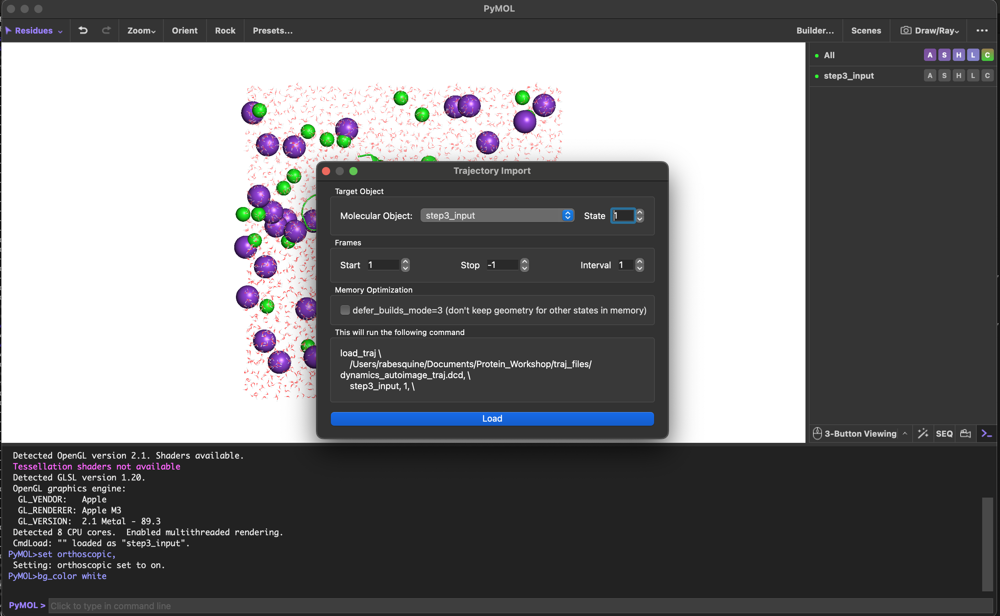 PyMOL
Residues
Zoom
Orient
Rock
Presets...
Builder...
Scenes
Draw/Ray
All
A S H L C
step3_input
A S H L C
Trajectory Import
Target Object
Molecular Object: step3_input State 1
Frames
Start 1 Stop -1 Interval 1
Memory Optimization
defer_builds_mode=3 (don't keep geometry for other states in memory)
This will run the following command
load_traj \
/Users/rabesquine/Documents/Protein_Workshop/traj_files/
dynamics_autoimage_traj.dcd, \
step3_input, 1, \
Load
3-Button Viewing
SEQ
Detected OpenGL version 2.1. Shaders available.
Tessellation shaders not available
Detected GLSL version 1.20.
OpenGL graphics engine:
GL_VENDOR: Apple
GL_RENDERER: Apple M3
GL_VERSION: 2.1 Metal - 89.3
Detected 8 CPU cores. Enabled multithreaded rendering.
CmdLoad: "" loaded as "step3_input".
PyMOL>set orthoscopic,
Setting: orthoscopic set to on.
PyMOL>bg_color white
PyMOL > Click to type in command line